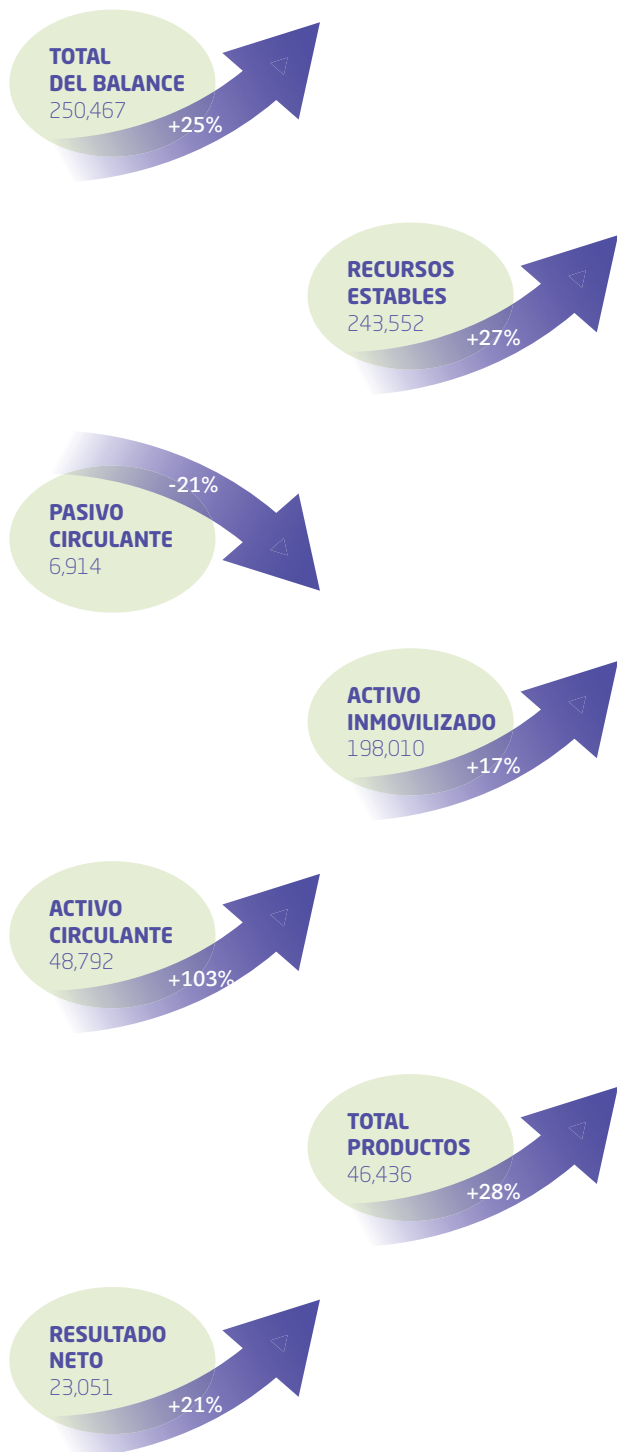 TOTAL
DEL BALANCE
250,467
+25%
RECURSOS
ESTABLES
243,552
+27%
-21%
PASIVO
CIRCULANTE
6,914
ACTIVO
INMOVILIZADO
198,010
+17%
ACTIVO
CIRCULANTE
48,792
+103%
TOTAL
PRODUCTOS
46,436
+28%
RESULTADO
NETO
23,051
+21%